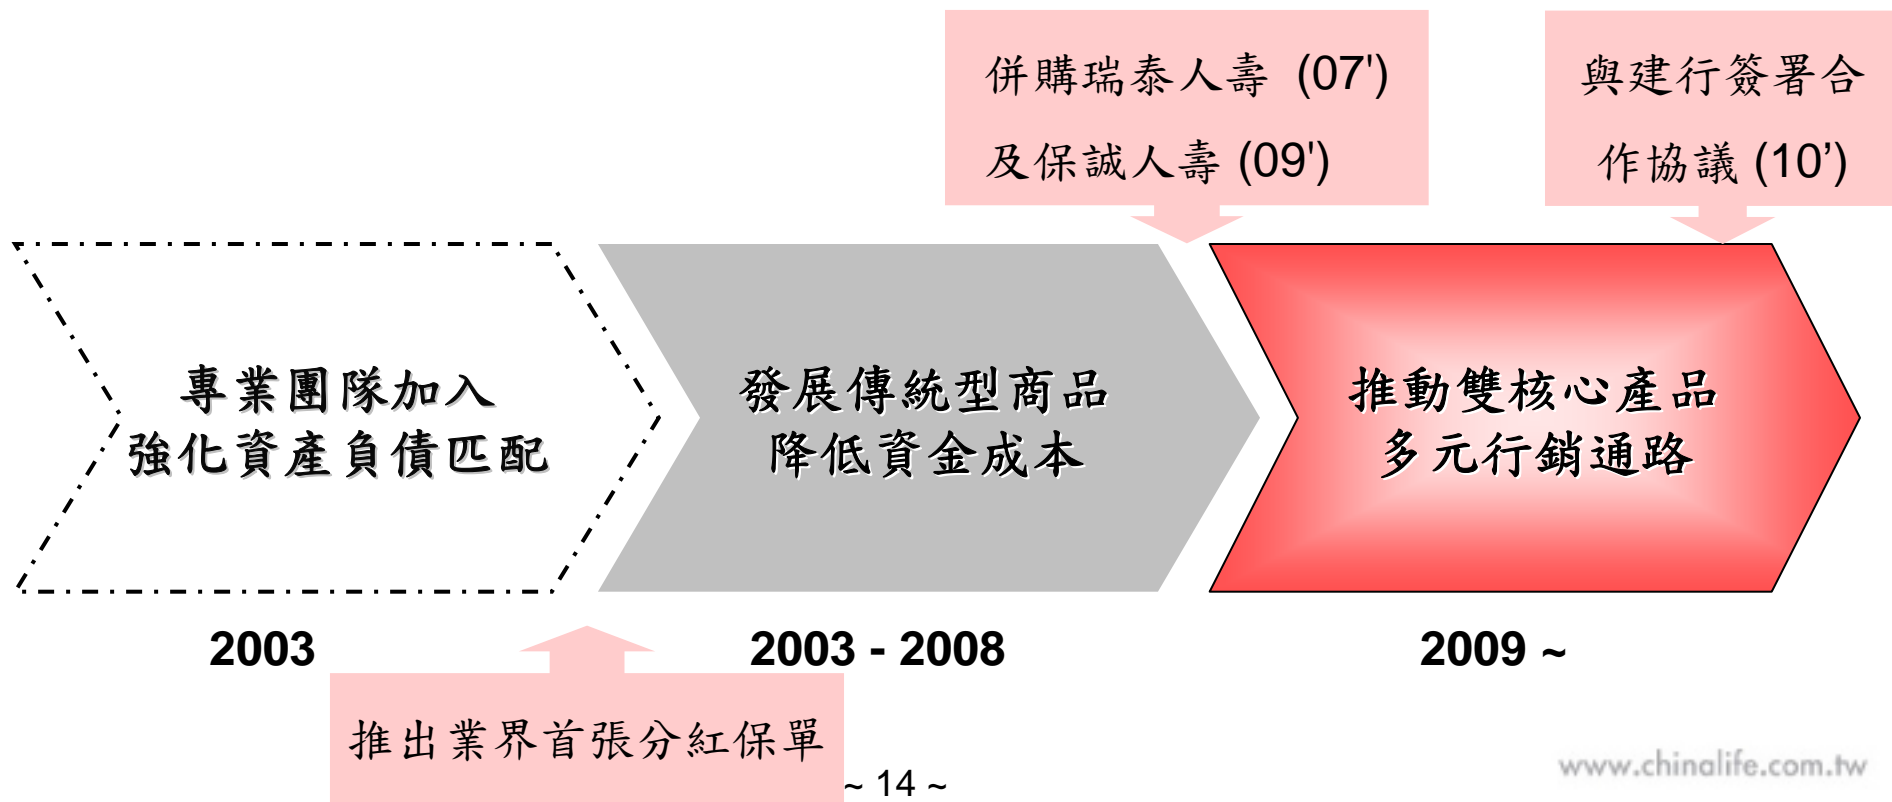 併購瑞泰人壽 (07')
及保誠人壽 (09')
與建行簽署合
作協議 (10’)
專業團隊加入
強化資產負債匹配
發展傳統型商品
降低資金成本
推動雙核心產品
多元行銷通路
2003
2003 - 2008
2009 ~
推出業界首張分紅保單
~ 14 ~
www.chinalife.com.tw